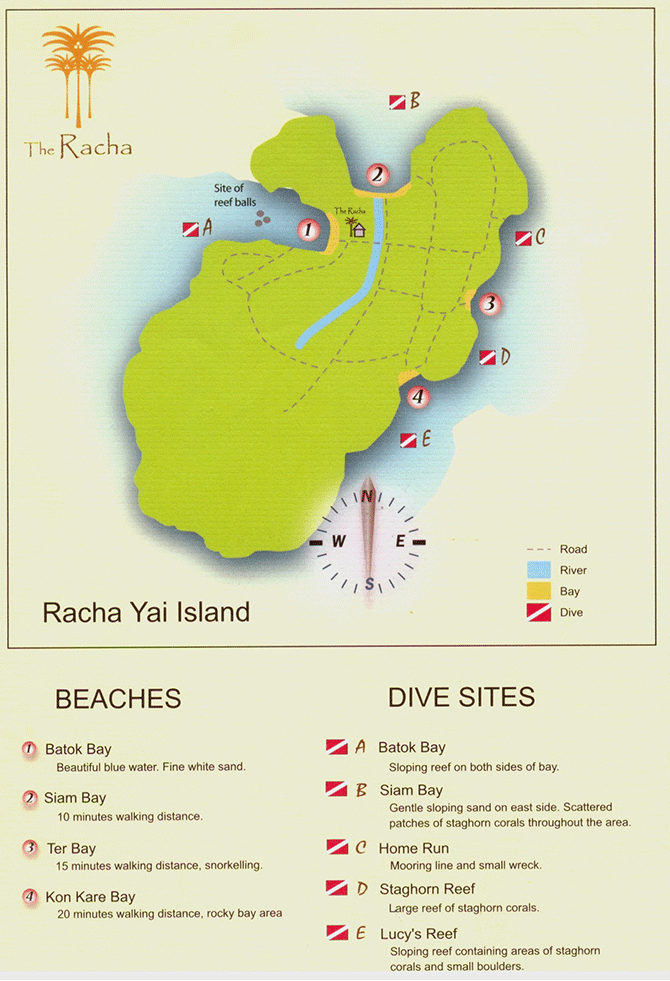 The Racha
B
2
Site of
reef balls
The Racha
A
1
C
3
D
4
E
N
W
E
S
Road
River
Bay
Dive
Racha Yai Island
BEACHES
1 Batok Bay
Beautiful blue water. Fine white sand.
2 Siam Bay
10 minutes walking distance.
3 Ter Bay
15 minutes walking distance, snorkelling.
4 Kon Kare Bay
20 minutes walking distance, rocky bay area
DIVE SITES
A Batok Bay
Sloping reef on both sides of bay.
B Siam Bay
Gentle sloping sand on east side. Scattered
patches of staghorn corals throughout the area.
C Home Run
Mooring line and small wreck.
D Staghorn Reef
Large reef of staghorn corals.
E Lucy's Reef
Sloping reef containing areas of staghorn
corals and small boulders.